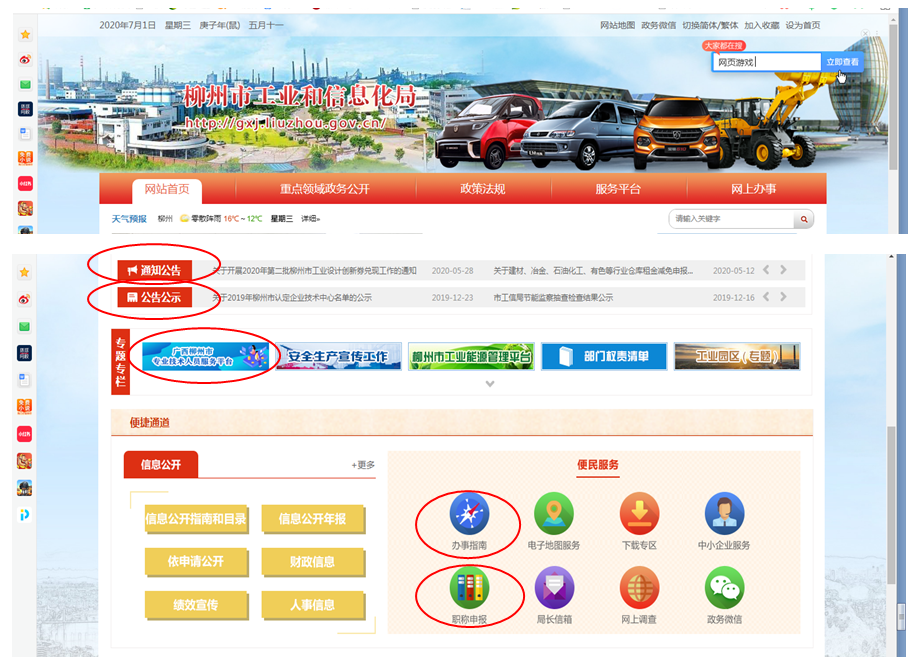 2020年7月1日 星期三 庚子年(鼠) 五月十一
网站地图 政务微信 切换简体/繁体 加入收藏 设为首页
大家都在搜
网页游戏 立即查看
柳州市工业和信息化局
http://gxj.liuzhou.gov.cn/
网站首页 重点领域政务公开 政策法规 服务平台 网上办事
天气预报 柳州 零散阵雨 16℃~12℃ 星期三 详细»
请输入关键字
通知公告 关于开展2020年第二批柳州市工业设计创新券兑现工作的通知 2020-05-28 关于建材、冶金、石油化工、有色等行业仓库租金减免申报... 2020-05-12
公告公示 关于2019年柳州市认定企业技术中心名单的公示 2019-12-23 市工信局节能监察抽查检查结果公示 2019-12-16
专题专栏
广西柳州市
专业技术人员服务平台
安全生产宣传工作 柳州市工业能源管理平台 部门权责清单 工业园区(专题)
便捷通道
信息公开 +更多
便民服务
信息公开指南和目录 信息公开年报
依申请公开 财政信息
绩效宣传 人事信息
办事指南 电子地图服务 下载专区 中小企业服务
职称申报 局长信箱 网上调查 政务微信